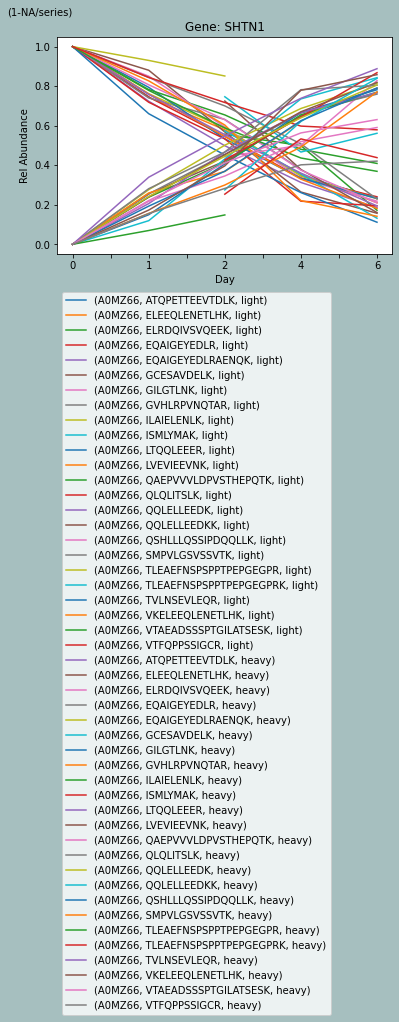 (1-NA/series)
Gene: SHTN1
Rel Abundance
1.0
0.8
0.6
0.4
0.2
0.0
0 1 2 4 6
Day
(A0MZ66, ATQPETTEEVTDLK, light)
(A0MZ66, ELEEQLENETLHK, light)
(A0MZ66, ELRDQIVSVQEEK, light)
(A0MZ66, EQAIGEYEDLR, light)
(A0MZ66, EQAIGEYEDLRAENQK, light)
(A0MZ66, GCESAVDELK, light)
(A0MZ66, GILGTLNK, light)
(A0MZ66, GVHLRPVNQTAR, light)
(A0MZ66, ILAIELENLK, light)
(A0MZ66, ISMLYMAK, light)
(A0MZ66, LTQQLEEER, light)
(A0MZ66, LVEVIEEVNK, light)
(A0MZ66, QAEPVVVLDPVSTHEPQTK, light)
(A0MZ66, QLQLITSLK, light)
(A0MZ66, QQLELLEEDK, light)
(A0MZ66, QQLELLEEDKK, light)
(A0MZ66, QSHLLLQSSIPDQQLLK, light)
(A0MZ66, SMPVLGSVSSVTK, light)
(A0MZ66, TLEAEFNSPSPPTPEPGEGPR, light)
(A0MZ66, TLEAEFNSPSPPTPEPGEGPRK, light)
(A0MZ66, TVLNSEVLEQR, light)
(A0MZ66, VKELEEQLENETLHK, light)
(A0MZ66, VTAEADSSSPTGILATSESK, light)
(A0MZ66, VTFQPPSSIGCR, light)
(A0MZ66, ATQPETTEEVTDLK, heavy)
(A0MZ66, ELEEQLENETLHK, heavy)
(A0MZ66, ELRDQIVSVQEEK, heavy)
(A0MZ66, EQAIGEYEDLR, heavy)
(A0MZ66, EQAIGEYEDLRAENQK, heavy)
(A0MZ66, GCESAVDELK, heavy)
(A0MZ66, GILGTLNK, heavy)
(A0MZ66, GVHLRPVNQTAR, heavy)
(A0MZ66, ILAIELENLK, heavy)
(A0MZ66, ISMLYMAK, heavy)
(A0MZ66, LTQQLEEER, heavy)
(A0MZ66, LVEVIEEVNK, heavy)
(A0MZ66, QAEPVVVLDPVSTHEPQTK, heavy)
(A0MZ66, QLQLITSLK, heavy)
(A0MZ66, QQLELLEEDK, heavy)
(A0MZ66, QQLELLEEDKK, heavy)
(A0MZ66, QSHLLLQSSIPDQQLLK, heavy)
(A0MZ66, SMPVLGSVSSVTK, heavy)
(A0MZ66, TLEAEFNSPSPPTPEPGEGPR, heavy)
(A0MZ66, TLEAEFNSPSPPTPEPGEGPRK, heavy)
(A0MZ66, TVLNSEVLEQR, heavy)
(A0MZ66, VKELEEQLENETLHK, heavy)
(A0MZ66, VTAEADSSSPTGILATSESK, heavy)
(A0MZ66, VTFQPPSSIGCR, heavy)